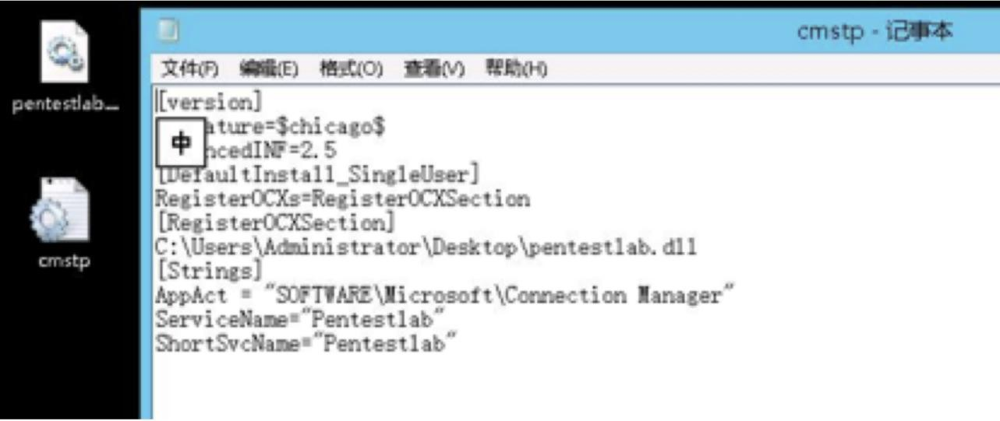 pentestlab...
cmstp
cmstp - 记事本
文件(F) 编辑(E) 格式(O) 查看(V) 帮助(H)
[version]
ature=$chicago$
中
ncedINF=2.5
[DefaultInstall_SingleUser]
RegisterOCXs=RegisterOCXSection
[RegisterOCXSection]
C:\Users\Administrator\Desktop\pentestlab.dll
[Strings]
AppAct = "SOFTWARE\Microsoft\Connection Manager"
ServiceName="Pentestlab"
ShortSvcName="Pentestlab"